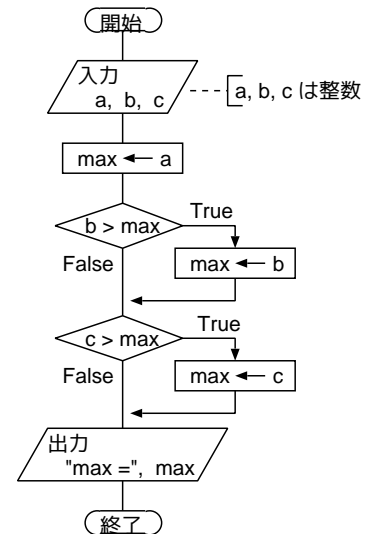 開始
入力
a, b, c
a, b, c は整数
max ← a
b > max
True
False
max ← b
c > max
True
False
max ← c
出力
"max =", max
終了